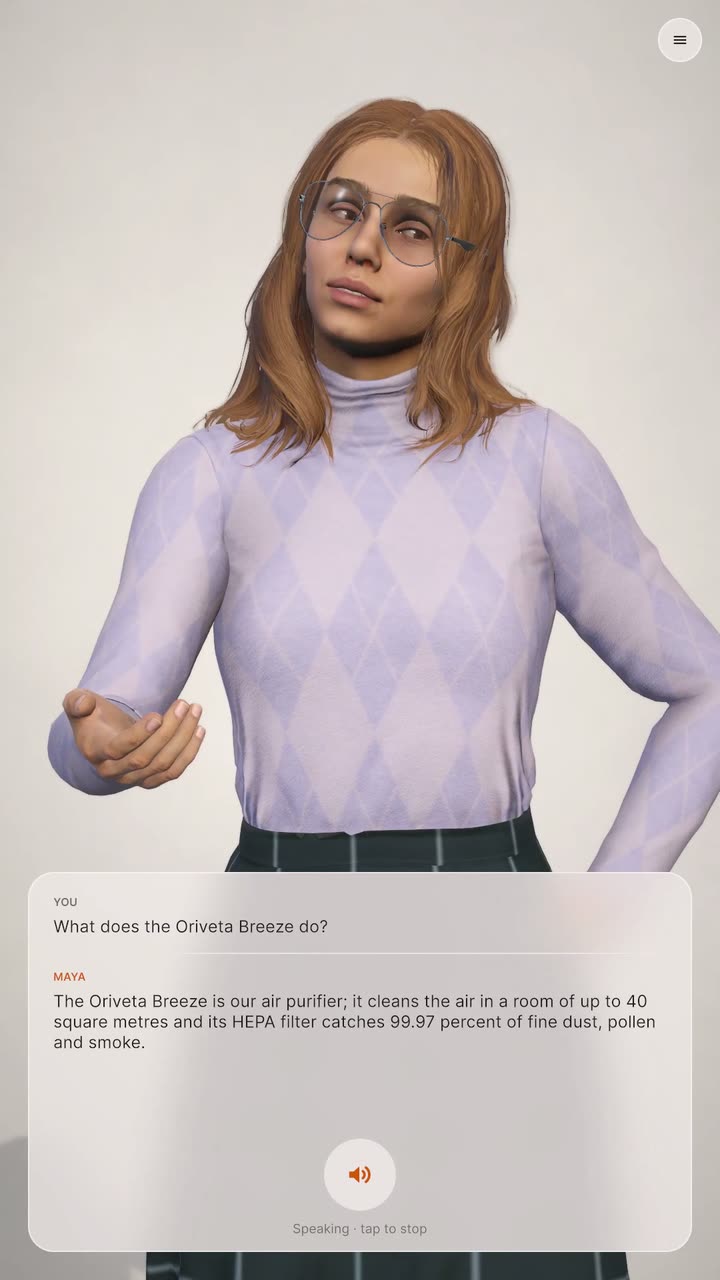 YOU
What does the Oriveta Breeze do?
MAYA
The Oriveta Breeze is our air purifier; it cleans the air in a room of up to 40
square metres and its HEPA filter catches 99.97 percent of fine dust, pollen
and smoke.
Speaking · tap to stop